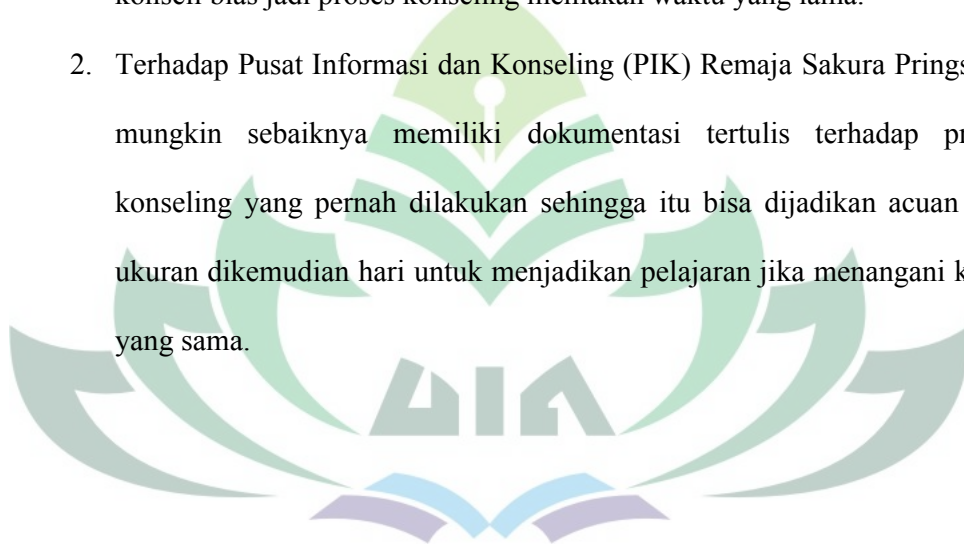 konseli bias jadi proses konseling memakan waktu yang lama.
2. Terhadap Pusat Informasi dan Konseling (PIK) Remaja Sakura
mungkin sebaiknya memiliki dokumentasi tertulis terhadap
konseling yang pernah dilakukan sehingga itu bisa dijadikan acuan
ukuran dikemudian hari untuk menjadikan pelajaran jika menangani
yang sama.
UIN